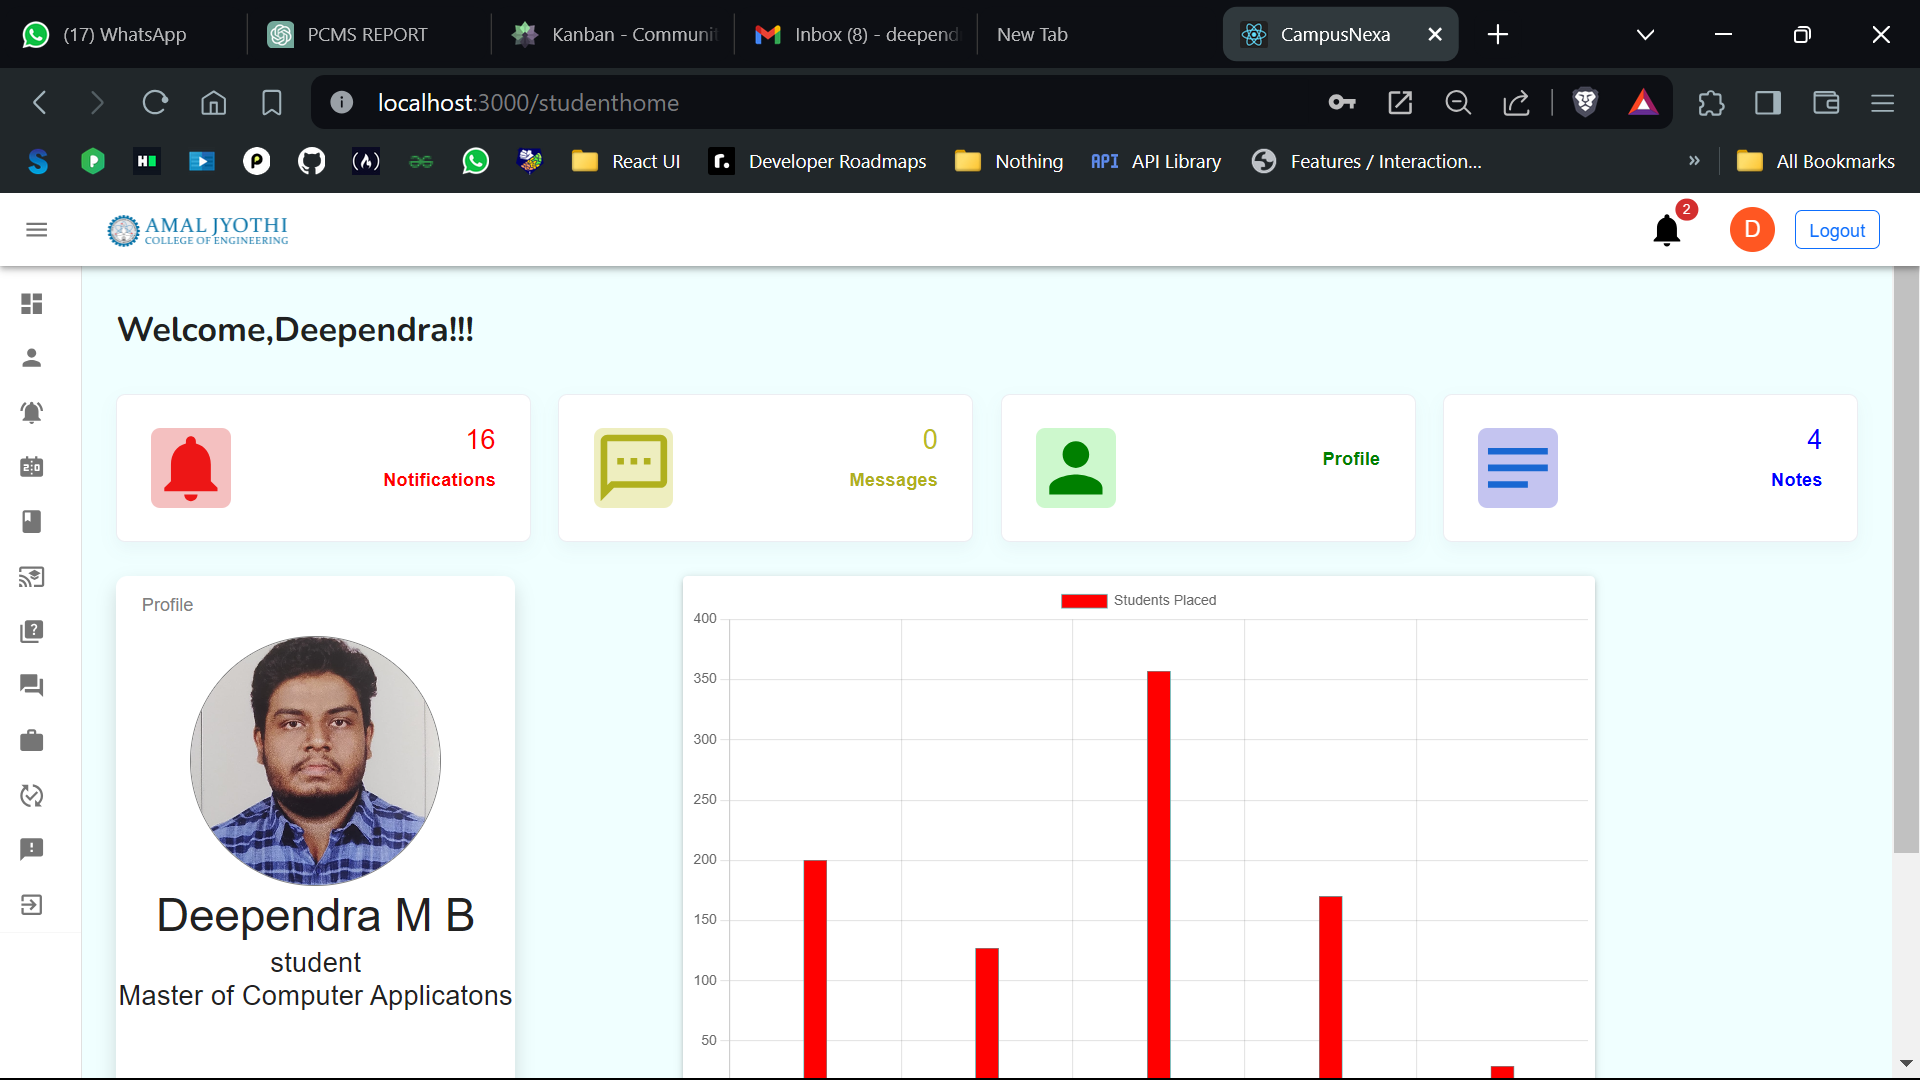 (17) WhatsApp
PCMS REPORT
Kanban - Communit
Inbox (8) - deepend
New Tab
CampusNexa
localhost:3000/studenthome
React UI
Developer Roadmaps
Nothing
API API Library
Features / Interaction...
»
All Bookmarks
AMAL JYOTHI
COLLEGE OF ENGINEERING
2
D
Logout
Welcome,Deependra!!!
16
Notifications
0
Messages
Profile
4
Notes
Profile
Deependra M B
student
Master of Computer Applicatons
Students Placed
400
350
300
250
200
150
100
50